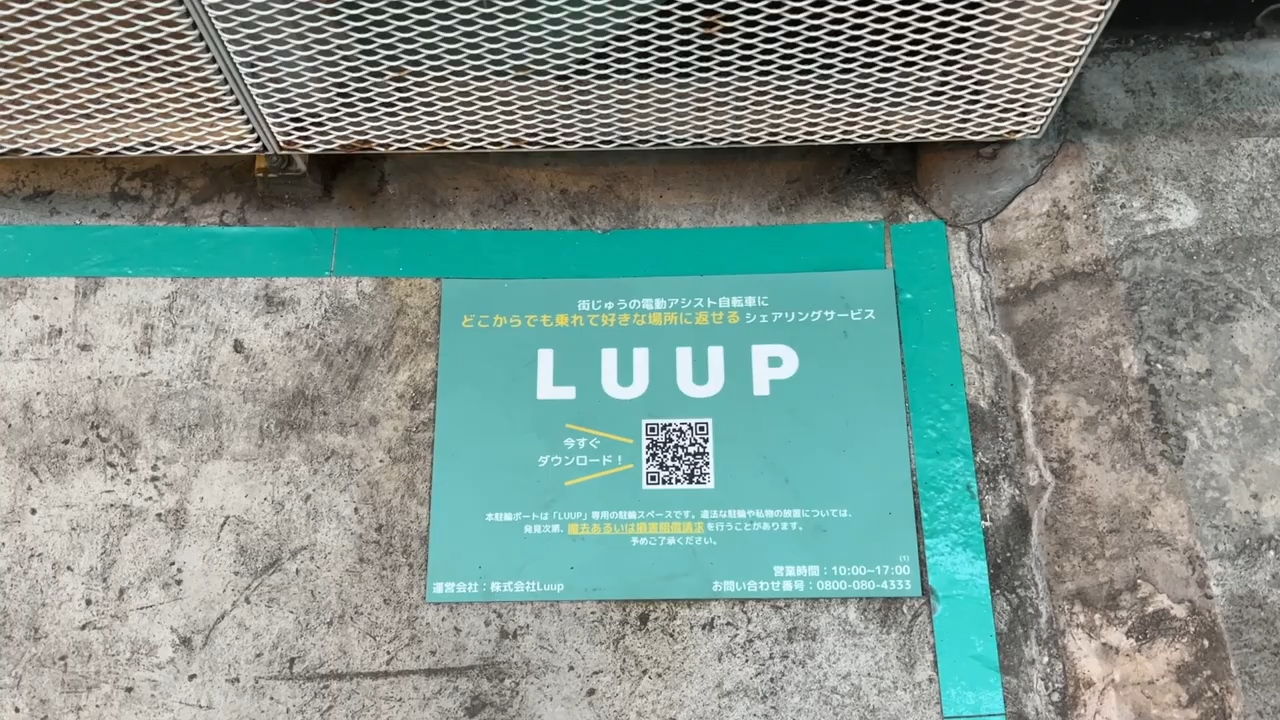 街じゅうの電動アシスト自転車に
どこからでも乗れて好きな場所に返せる シェアリングサービス
LUUP
今すぐ
ダウンロード！
本駐輪ポートは「LUUP」専用の駐輪スペースです。違法な駐輪や私物の放置については、
発見次第、撤去あるいは損害賠償請求を行うことがあります。
予めご了承ください。
(1)
営業時間：10:00~17:00
運営会社：株式会社Luup
お問い合わせ番号：0800-080-4333